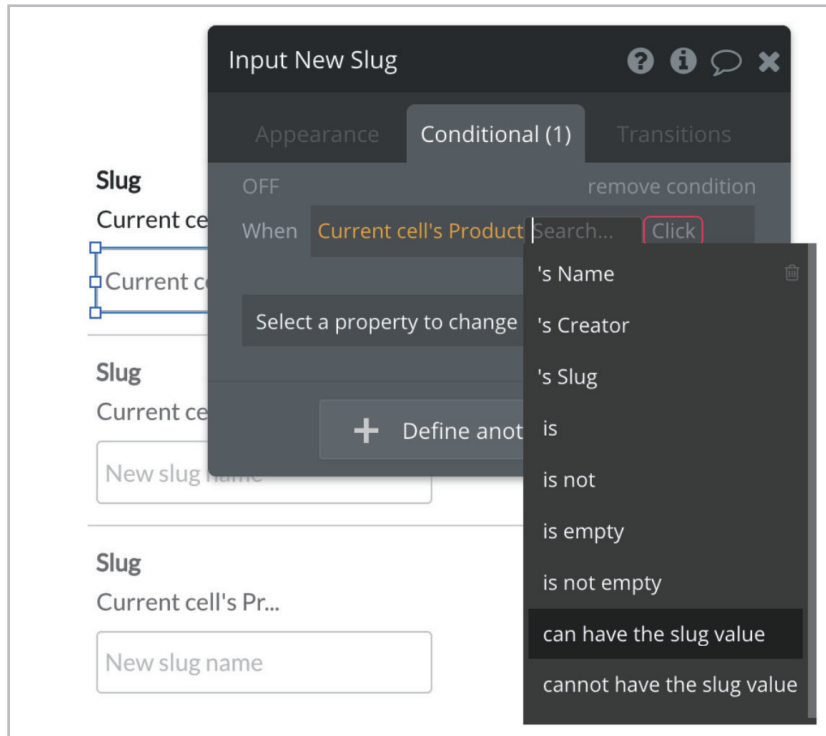 Input New Slug
Appearance Conditional (1) Transitions
OFF remove condition
When Current cell's Product Search... Click
's Name
's Creator
's Slug
is
is not
is empty
is not empty
can have the slug value
cannot have the slug value
Select a property to change
+ Define anot
Slug
Current ce
Current c
Slug
Current ce
New slug name
Slug
Current cell's Pr...
New slug name